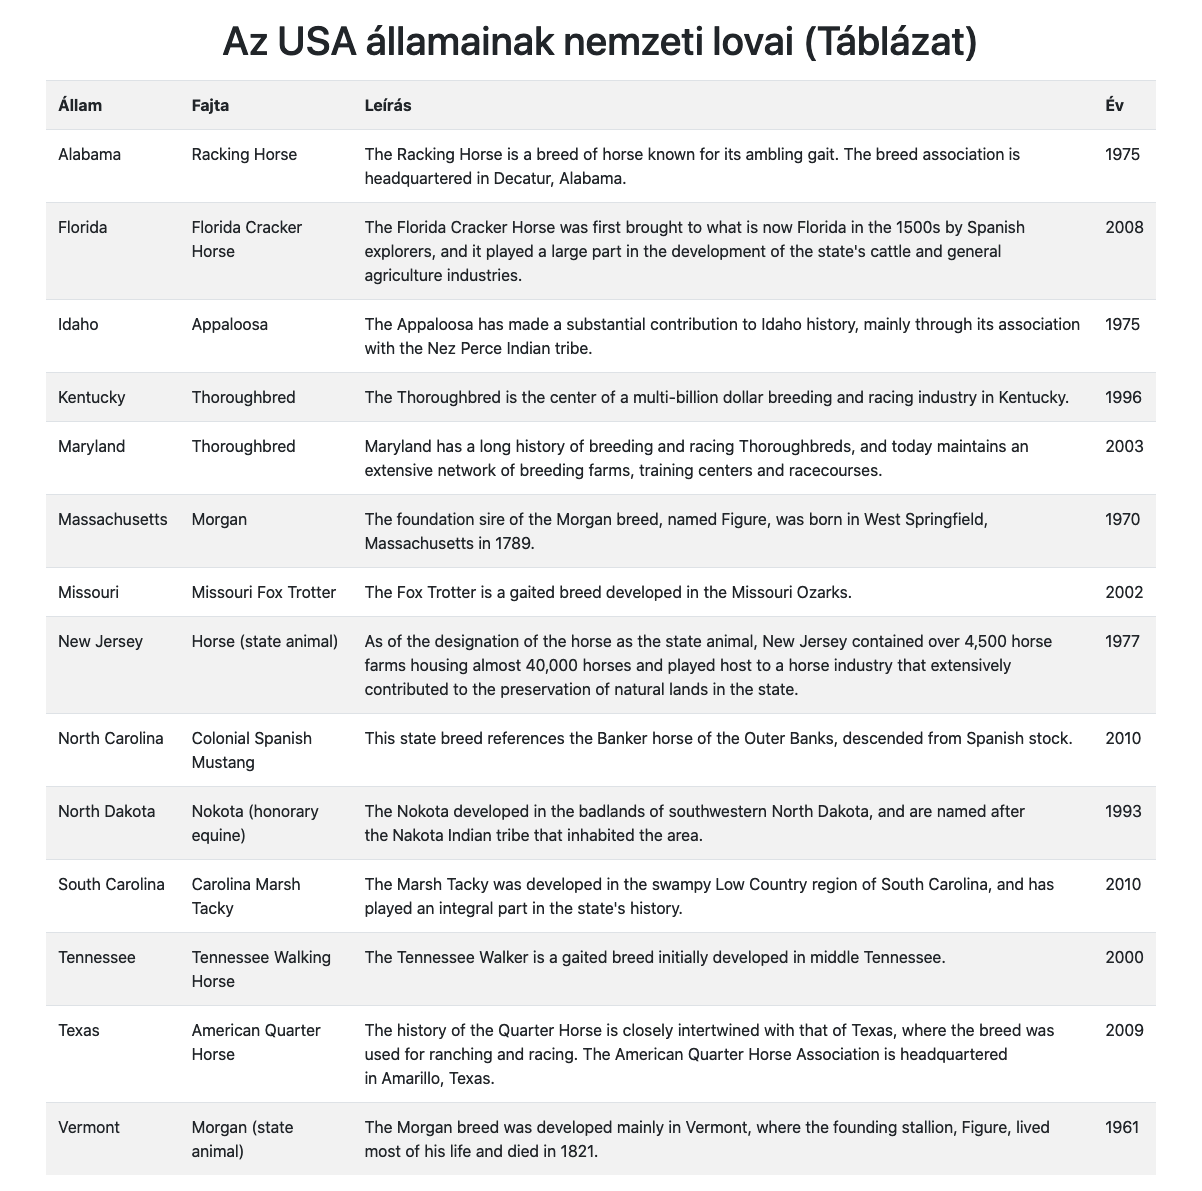 Az USA államainak nemzeti lovai (Táblázat)
Állam Fajta Leírás Év
Alabama Racking Horse The Racking Horse is a breed of horse known for its ambling gait. The breed association is 1975
headquartered in Decatur, Alabama.
Florida Florida Cracker The Florida Cracker Horse was first brought to what is now Florida in the 1500s by Spanish 2008
Horse explorers, and it played a large part in the development of the state's cattle and general
agriculture industries.
Idaho Appaloosa The Appaloosa has made a substantial contribution to Idaho history, mainly through its association 1975
with the Nez Perce Indian tribe.
Kentucky Thoroughbred The Thoroughbred is the center of a multi-billion dollar breeding and racing industry in Kentucky. 1996
Maryland Thoroughbred Maryland has a long history of breeding and racing Thoroughbreds, and today maintains an 2003
extensive network of breeding farms, training centers and racecourses.
Massachusetts Morgan The foundation sire of the Morgan breed, named Figure, was born in West Springfield, 1970
Massachusetts in 1789.
Missouri Missouri Fox Trotter The Fox Trotter is a gaited breed developed in the Missouri Ozarks. 2002
New Jersey Horse (state animal) As of the designation of the horse as the state animal, New Jersey contained over 4,500 horse 1977
farms housing almost 40,000 horses and played host to a horse industry that extensively
contributed to the preservation of natural lands in the state.
North Carolina Colonial Spanish This state breed references the Banker horse of the Outer Banks, descended from Spanish stock. 2010
Mustang
North Dakota Nokota (honorary The Nokota developed in the badlands of southwestern North Dakota, and are named after 1993
equine) the Nakota Indian tribe that inhabited the area.
South Carolina Carolina Marsh The Marsh Tacky was developed in the swampy Low Country region of South Carolina, and has 2010
Tacky played an integral part in the state's history.
Tennessee Tennessee Walking The Tennessee Walker is a gaited breed initially developed in middle Tennessee. 2000
Horse
Texas American Quarter The history of the Quarter Horse is closely intertwined with that of Texas, where the breed was 2009
Horse used for ranching and racing. The American Quarter Horse Association is headquartered
in Amarillo, Texas.
Vermont Morgan (state The Morgan breed was developed mainly in Vermont, where the founding stallion, Figure, lived 1961
animal) most of his life and died in 1821.